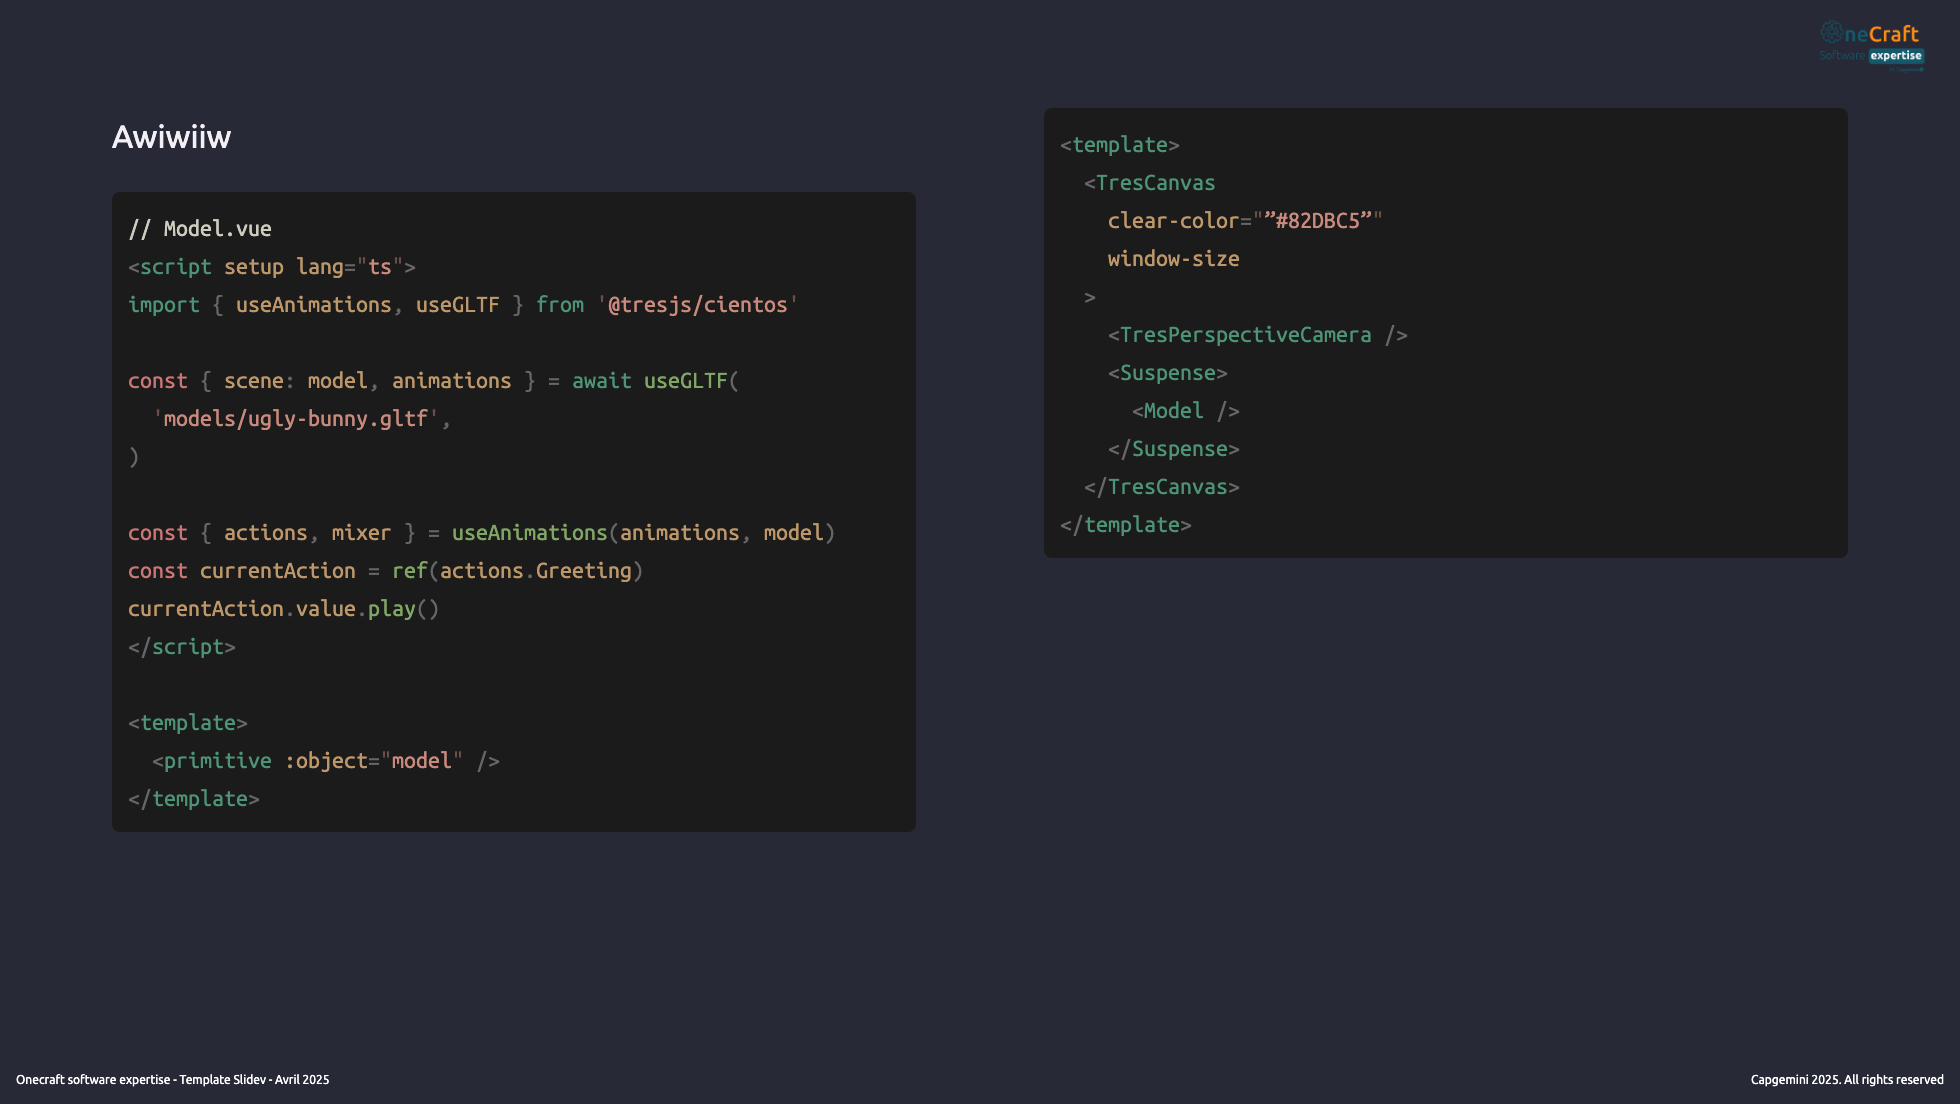 neCraft
Software expertise
Awiwiiw
// Model.vue
<script setup lang="ts">
import { useAnimations, useGLTF } from '@tresjs/cientos'

const { scene: model, animations } = await useGLTF(
  'models/ugly-bunny.gltf',
)

const { actions, mixer } = useAnimations(animations, model)
const currentAction = ref(actions.Greeting)
currentAction.value.play()
</script>

<template>
  <primitive :object="model" />
</template>
<template>
  <TresCanvas
    clear-color="”#82DBC5”"
    window-size
  >
    <TresPerspectiveCamera />
    <Suspense>
      <Model />
    </Suspense>
  </TresCanvas>
</template>
Onecraft software expertise - Template Slidev - Avril 2025
Capgemini 2025. All rights reserved